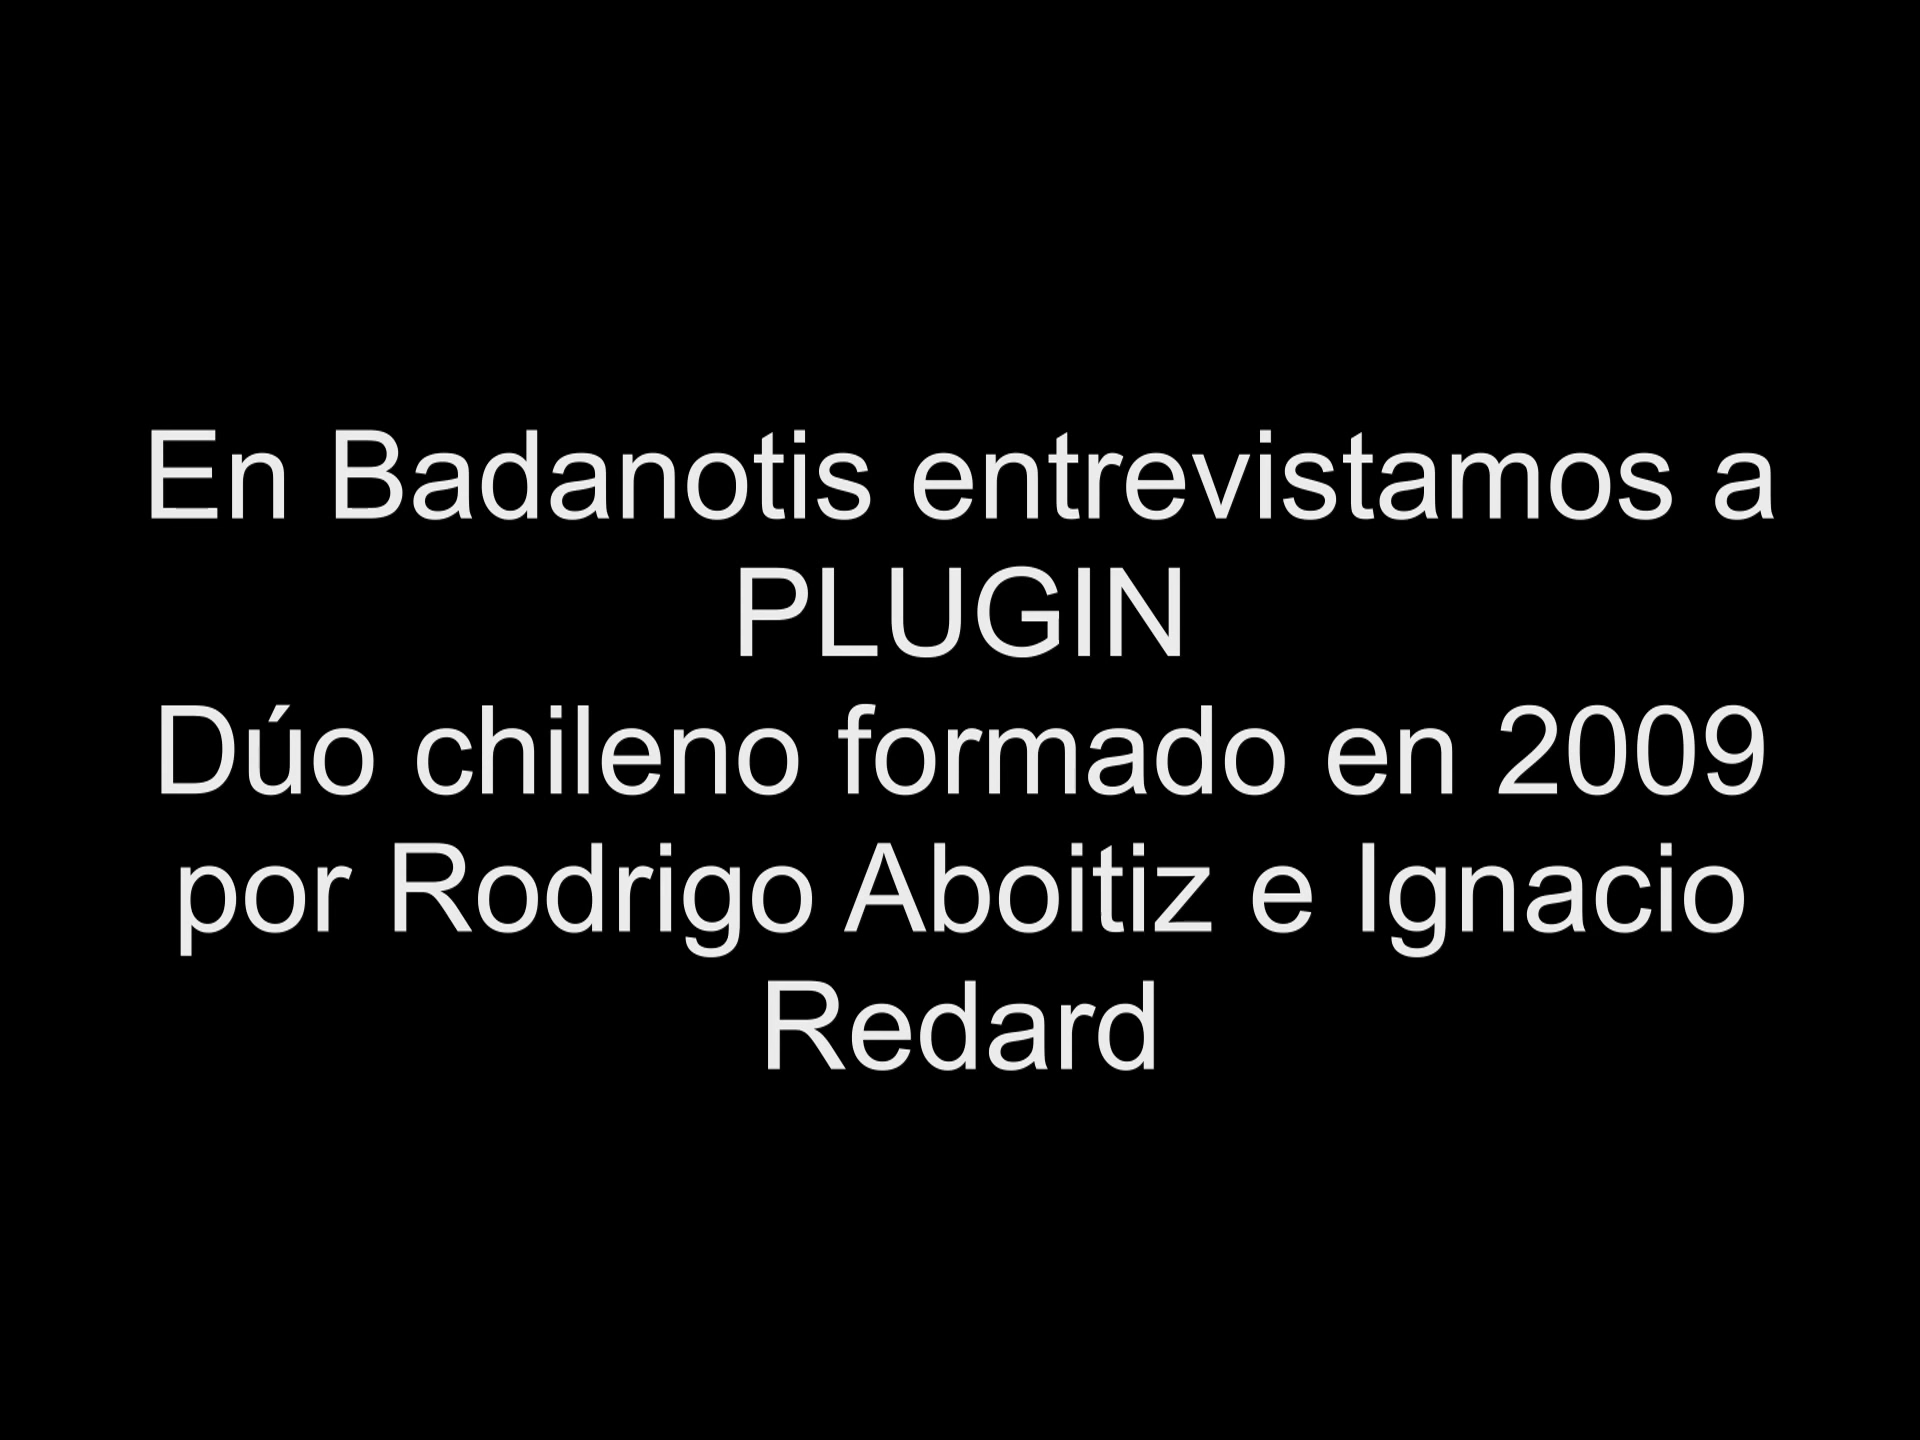 En Badanotis entrevistamos a
PLUGIN
Dúo chileno formado en 2009
por Rodrigo Aboitiz e Ignacio
Redard